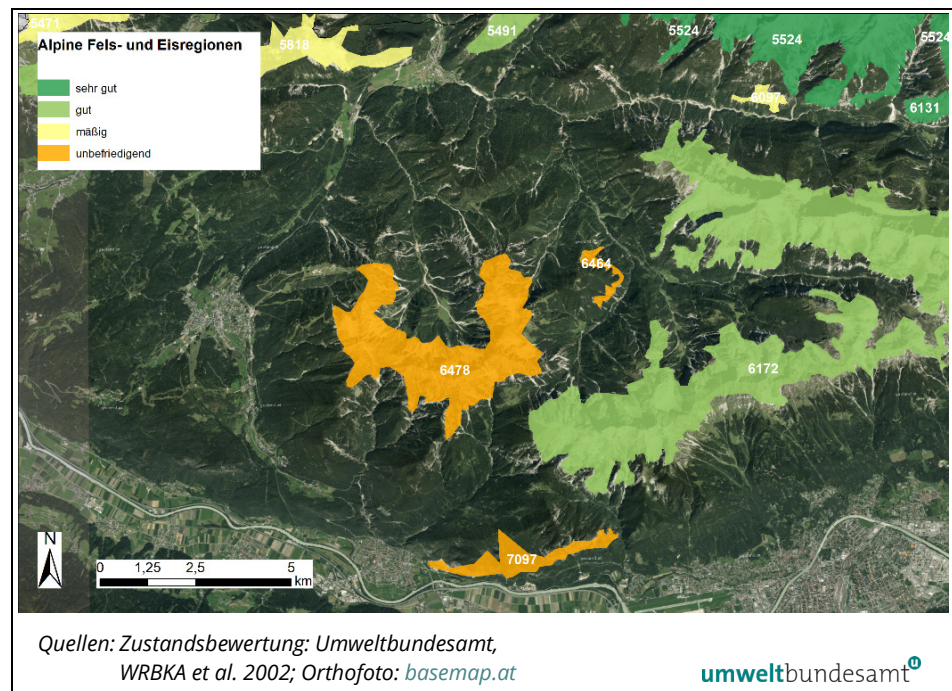 5471
5818
5491
5524
5524
5524
Alpine Fels- und Eisregionen
sehr gut
gut
mäßig
unbefriedigend
6097
6131
6464
6478
6172
7097
N
0 1,25 2,5 5
km
Quellen: Zustandsbewertung: Umweltbundesamt,
WRBKA et al. 2002; Orthofoto: basemap.at
umweltbundesamt u